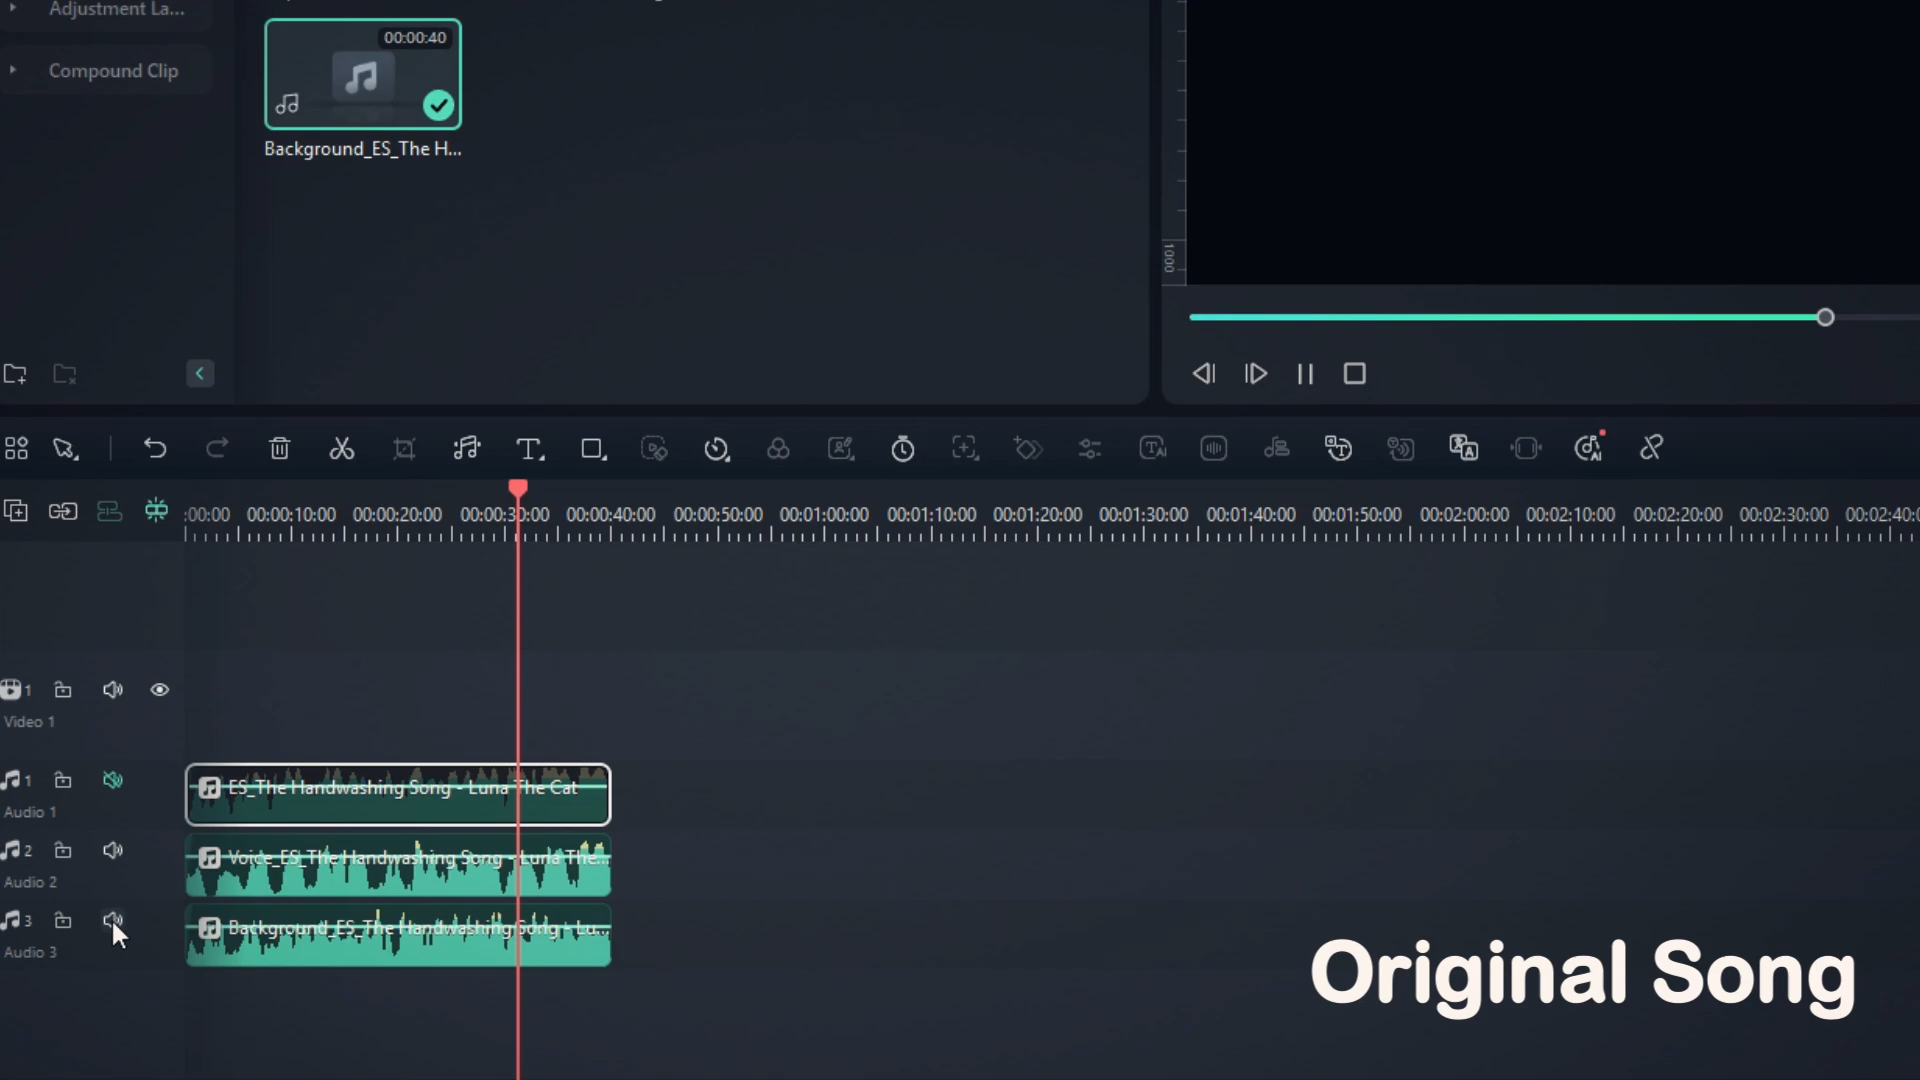 Adjustment La...
Compound Clip
00:00:40
Background_ES_The H...
1000
:00:00 00:00:10:00 00:00:20:00 00:00:30:00 00:00:40:00 00:00:50:00 00:01:00:00 00:01:10:00 00:01:20:00 00:01:30:00 00:01:40:00 00:01:50:00 00:02:00:00 00:02:10:00 00:02:20:00 00:02:30:00 00:02:40:0
1
Video 1
1
Audio 1
ES_The Handwashing Song - Luna The Cat
2
Audio 2
Voice_ES_The Handwashing Song - Luna The...
3
Audio 3
Background_ES_The Handwashing Song - Lu...
Original Song